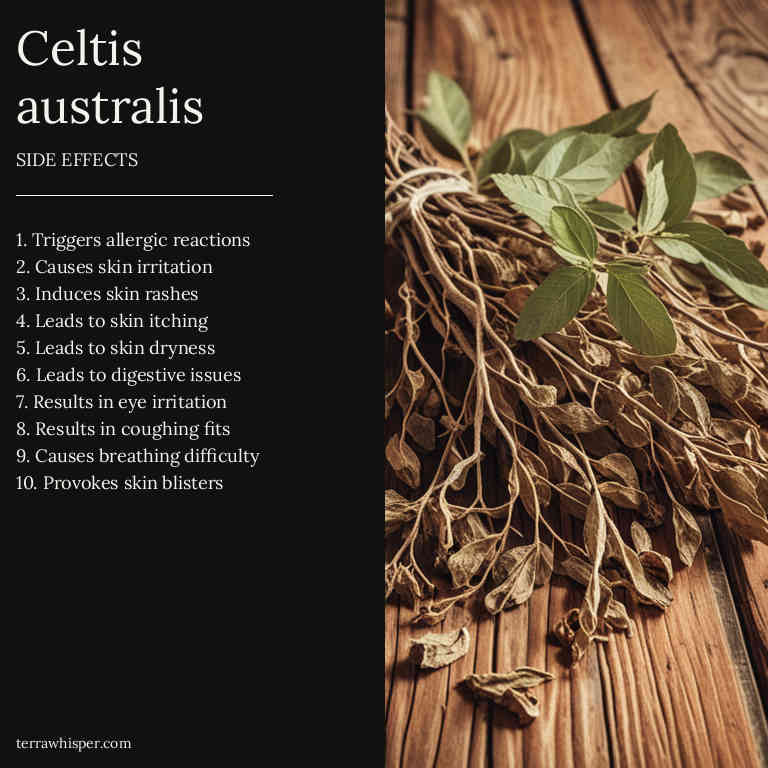 Celtis
australis
SIDE EFFECTS
1. Triggers allergic reactions
2. Causes skin irritation
3. Induces skin rashes
4. Leads to skin itching
5. Leads to skin dryness
6. Leads to digestive issues
7. Results in eye irritation
8. Results in coughing fits
9. Causes breathing difficulty
10. Provokes skin blisters
terrawhisper.com